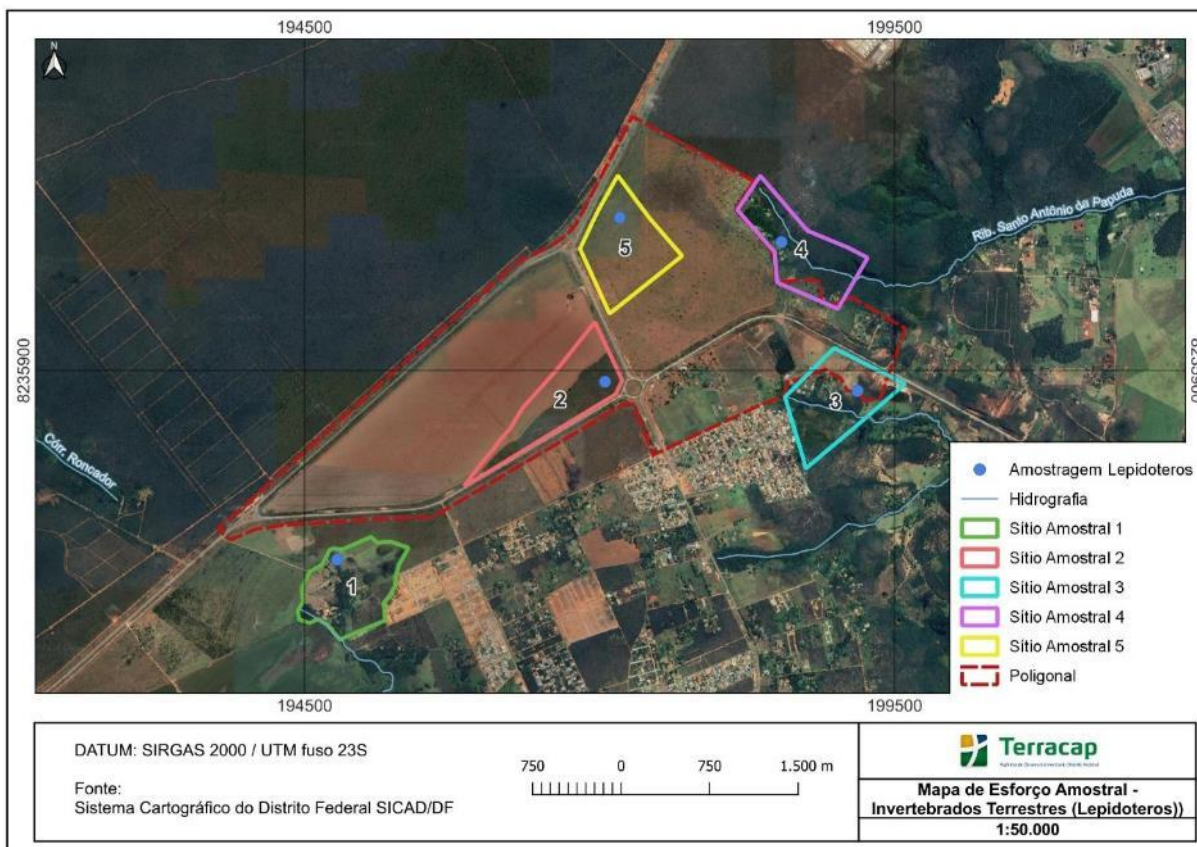 194500
199500
N
Rib. Santo Antônio da Papuda
5
4
8235900
8235900
2
3
Córr. Roncador
1
Amostragem Lepidoteros
Hidrografia
Sítio Amostral 1
Sítio Amostral 2
Sítio Amostral 3
Sítio Amostral 4
Sítio Amostral 5
Poligonal
194500
199500
DATUM: SIRGAS 2000 / UTM fuso 23S
Fonte:
Sistema Cartográfico do Distrito Federal SICAD/DF
750 0 750 1.500 m
Terracap
Mapa de Esforço Amostral -
Invertebrados Terrestres (Lepidoteros))
1:50.000